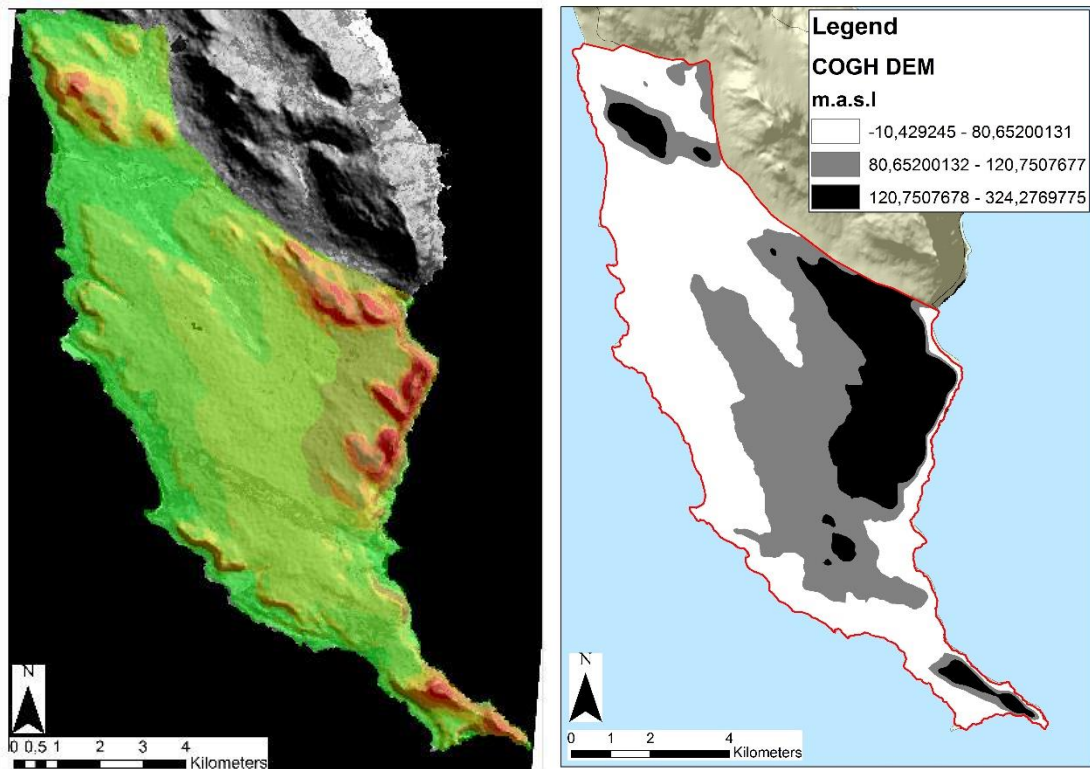 Legend
COGH DEM
m.a.s.l
-10,429245 - 80,65200131
80,65200132 - 120,7507677
120,7507678 - 324,2769775
N
0 0,5 1 2 3 4
Kilometers
N
0 1 2 4
Kilometers